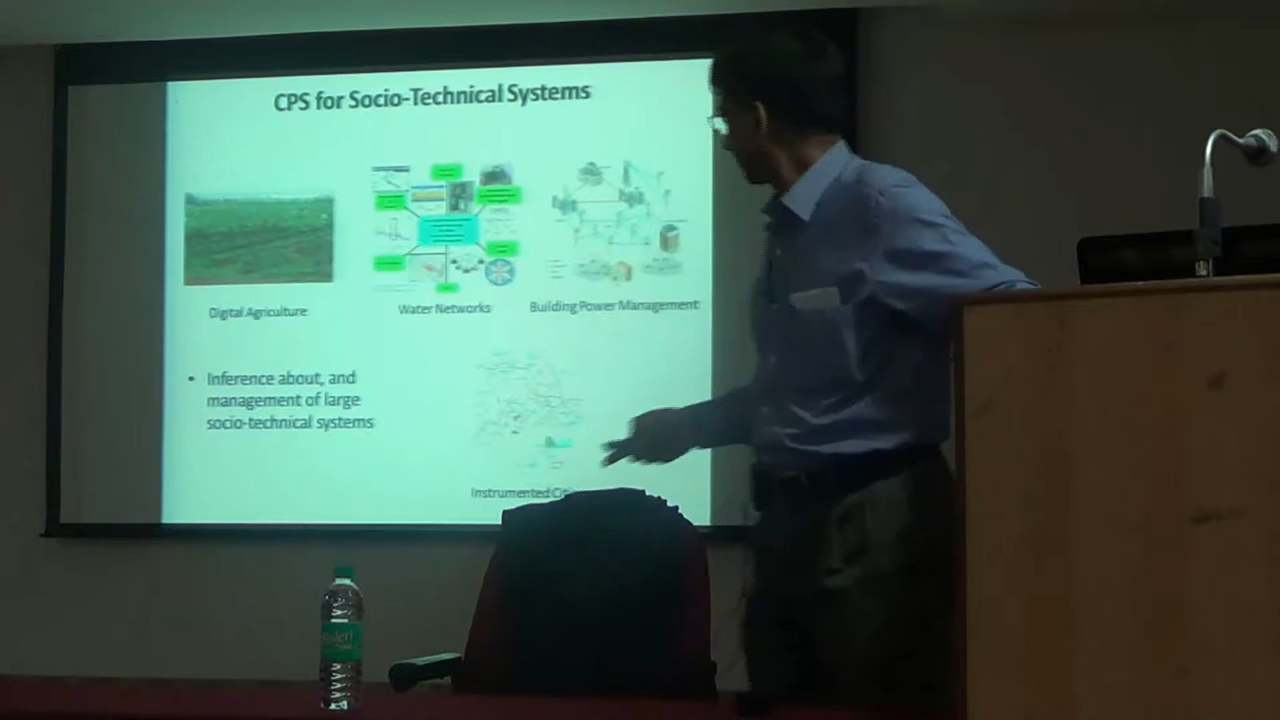 CPS for Socio-Technical Systems
Digital Agriculture
Water Networks
Building Power Management
• Inference about, and
management of large
socio-technical systems
Instrumented